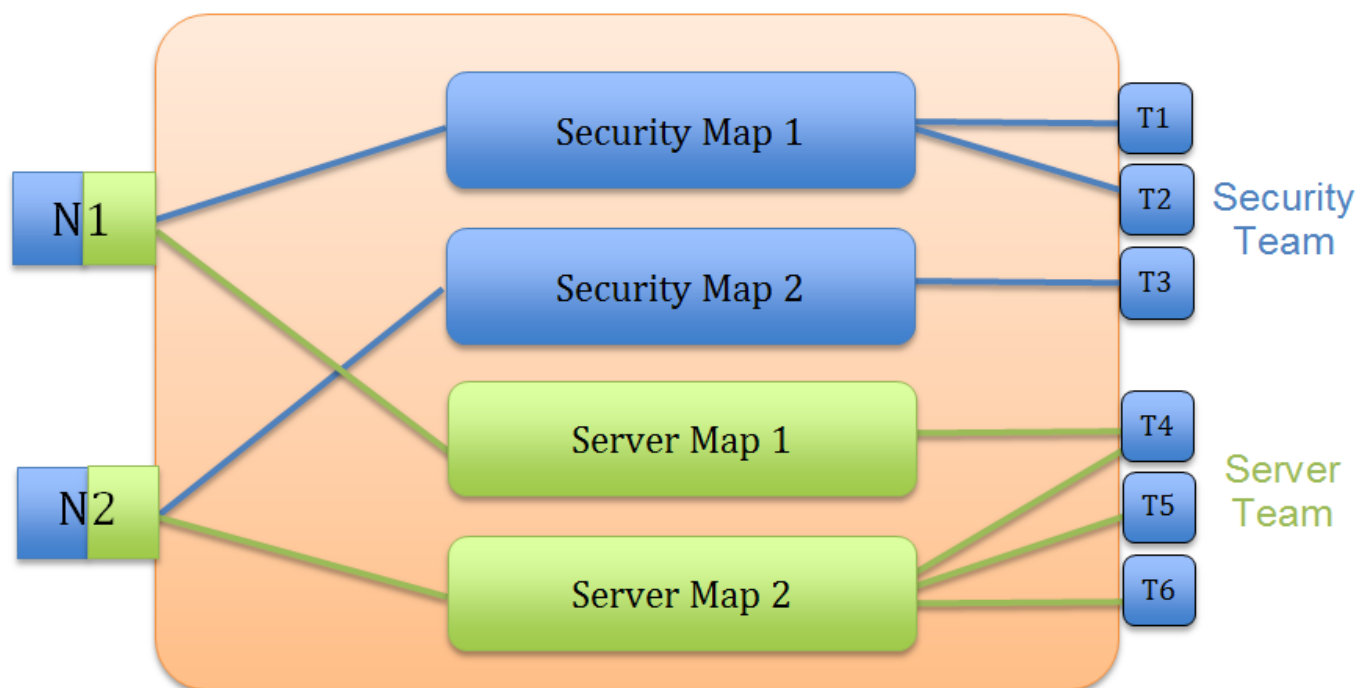 N1
N2
Security Map 1
Security Map 2
Server Map 1
Server Map 2
T1
T2
T3
Security
Team
T4
T5
T6
Server
Team